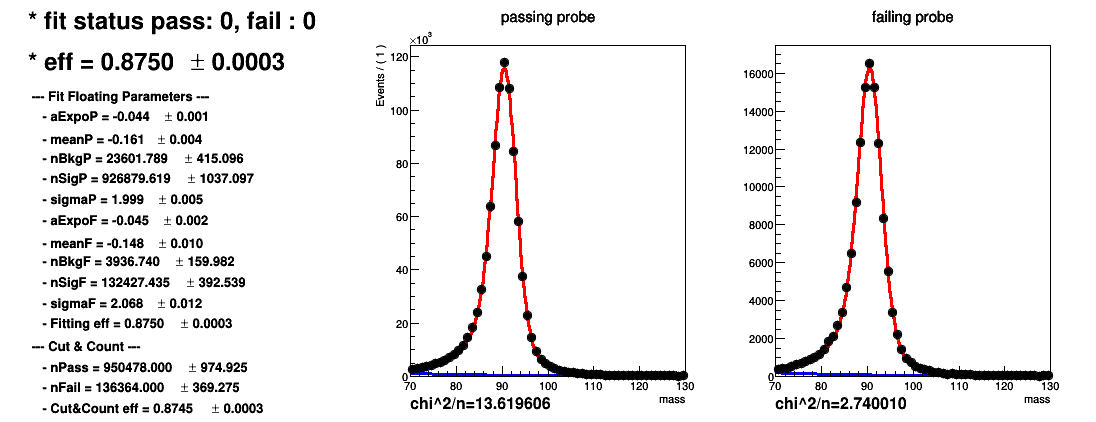 * fit status pass: 0, fail : 0
* eff = 0.8750 ± 0.0003
--- Fit Floating Parameters ---
- aExpoP = -0.044 ± 0.001
- meanP = -0.161 ± 0.004
- nBkgP = 23601.789 ± 415.096
- nSigP = 926879.619 ± 1037.097
- sigmaP = 1.999 ± 0.005
- aExpoF = -0.045 ± 0.002
- meanF = -0.148 ± 0.010
- nBkgF = 3936.740 ± 159.982
- nSigF = 132427.435 ± 392.539
- sigmaF = 2.068 ± 0.012
- Fitting eff = 0.8750 ± 0.0003
--- Cut & Count ---
- nPass = 950478.000 ± 974.925
- nFail = 136364.000 ± 369.275
- Cut&Count eff = 0.8745 ± 0.0003
passing probe
×10³
Events / ( 1 )
120
100
80
60
40
20
0
70 80 90 100 110 120 130
mass
chi^2/n=13.619606
failing probe
16000
14000
12000
10000
8000
6000
4000
2000
0
70 80 90 100 110 120 130
mass
chi^2/n=2.740010